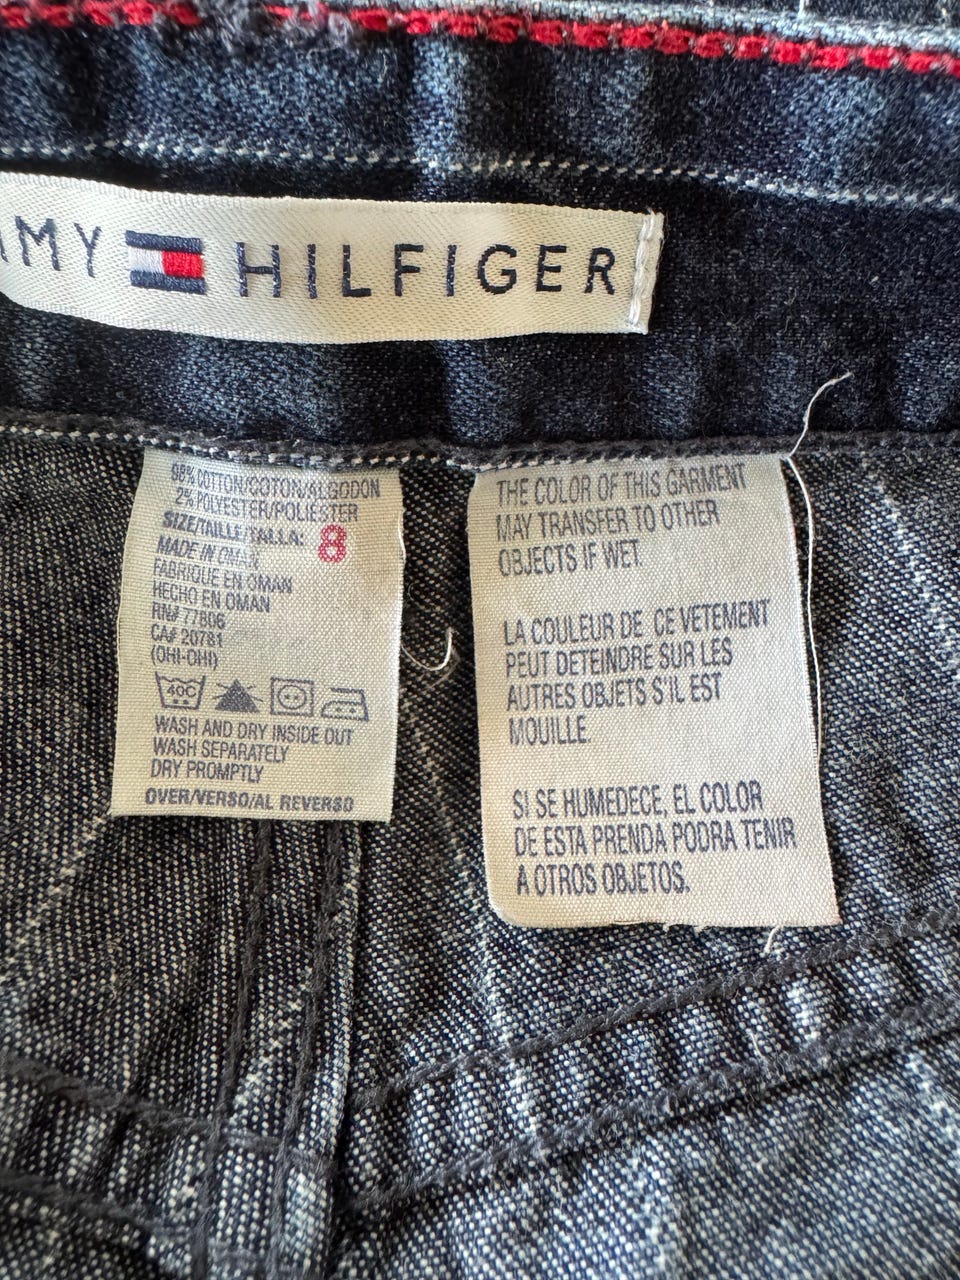 MMY HILFIGER
98% COTTON/COTON/ALGODON
2% POLYESTER/POLIESTER
SIZE/TAILLE/TALLA: 8
MADE IN OMAN
FABRIQUE EN OMAN
HECHO EN OMAN
RN# 77806
CA# 20781
(OHI-OHI)
40C
WASH AND DRY INSIDE OUT
WASH SEPARATELY
DRY PROMPTLY
OVER/VERSO/AL REVERSO
THE COLOR OF THIS GARMENT
MAY TRANSFER TO OTHER
OBJECTS IF WET.
LA COULEUR DE CE VETEMENT
PEUT DETEINDRE SUR LES
AUTRES OBJETS S'IL EST
MOUILLE.
SI SE HUMEDECE, EL COLOR
DE ESTA PRENDA PODRA TENIR
A OTROS OBJETOS.